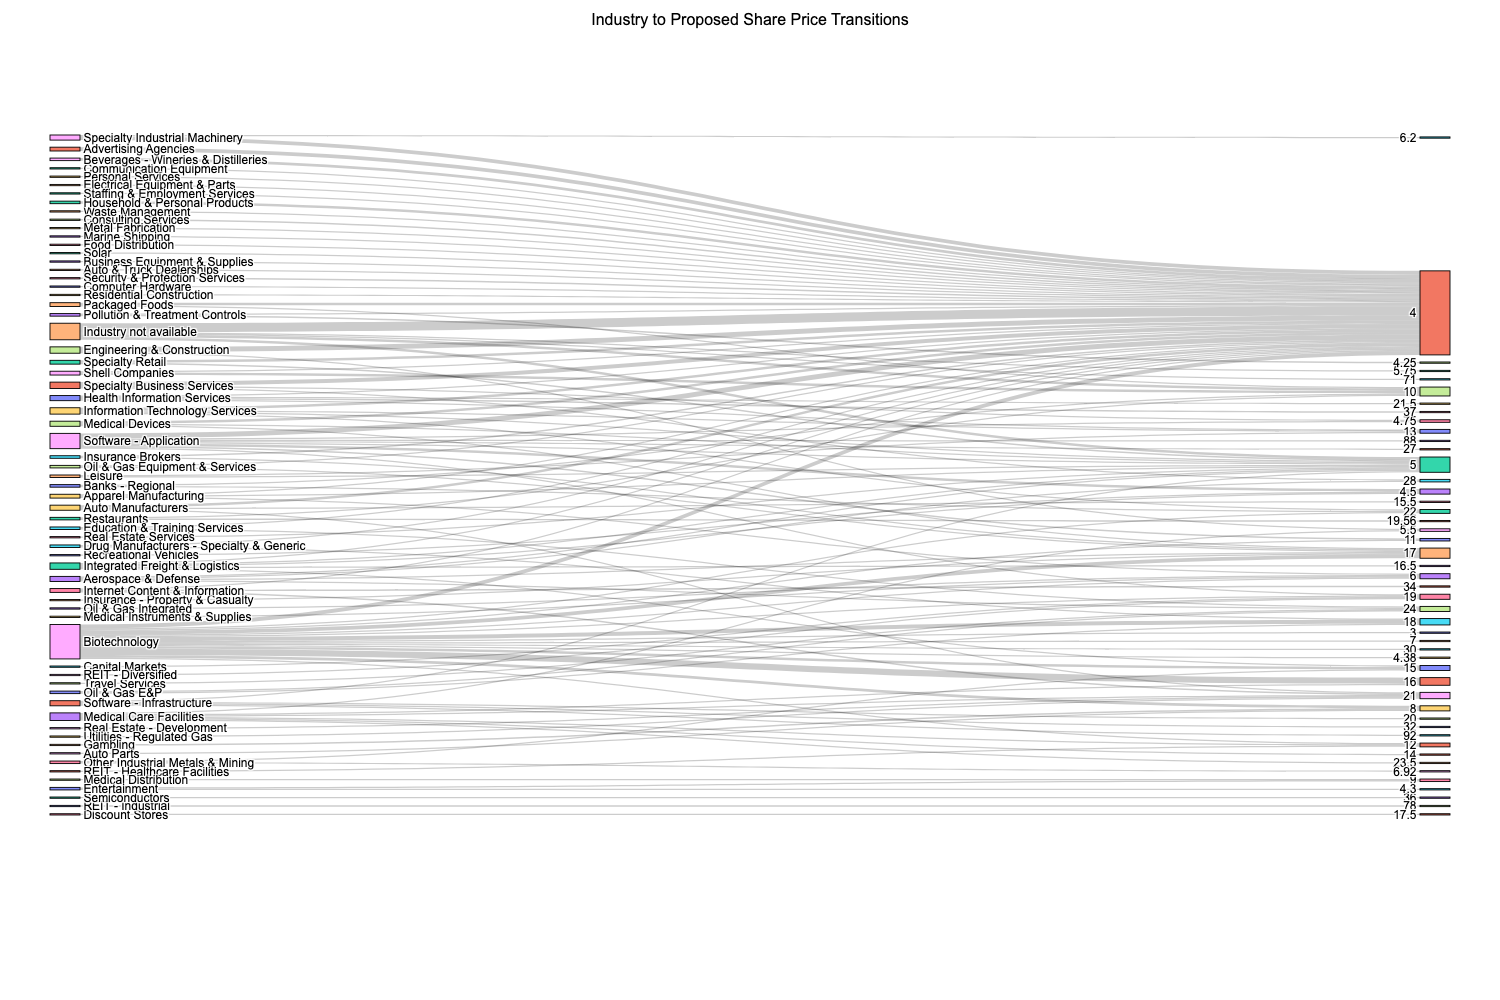 Industry to Proposed Share Price Transitions
Specialty Industrial Machinery
Advertising Agencies
Beverages - Wineries & Distilleries
Communication Equipment
Personal Services
Electrical Equipment & Parts
Staffing & Employment Services
Household & Personal Products
Waste Management
Consulting Services
Metal Fabrication
Marine Shipping
Food Distribution
Solar
Business Equipment & Supplies
Auto & Truck Dealerships
Security & Protection Services
Computer Hardware
Residential Construction
Packaged Foods
Pollution & Treatment Controls
Industry not available
Engineering & Construction
Specialty Retail
Shell Companies
Specialty Business Services
Health Information Services
Information Technology Services
Medical Devices
Software - Application
Insurance Brokers
Oil & Gas Equipment & Services
Leisure
Banks - Regional
Apparel Manufacturing
Auto Manufacturers
Restaurants
Education & Training Services
Real Estate Services
Drug Manufacturers - Specialty & Generic
Recreational Vehicles
Integrated Freight & Logistics
Aerospace & Defense
Internet Content & Information
Insurance - Property & Casualty
Oil & Gas Integrated
Medical Instruments & Supplies
Biotechnology
Capital Markets
REIT - Diversified
Travel Services
Oil & Gas E&P
Software - Infrastructure
Medical Care Facilities
Real Estate - Development
Utilities - Regulated Gas
Gambling
Auto Parts
Other Industrial Metals & Mining
REIT - Healthcare Facilities
Medical Distribution
Entertainment
Semiconductors
REIT - Industrial
Discount Stores
6.2
4
4.25
5.75
71
10
21.5
37
4.75
13
88
27
5
28
4.5
15.5
22
19.56
5.5
11
17
16.5
6
34
19
24
18
3
7
30
4.38
15
16
21
8
20
32
92
12
14
23.5
6.92
9
4.3
36
78
17.5